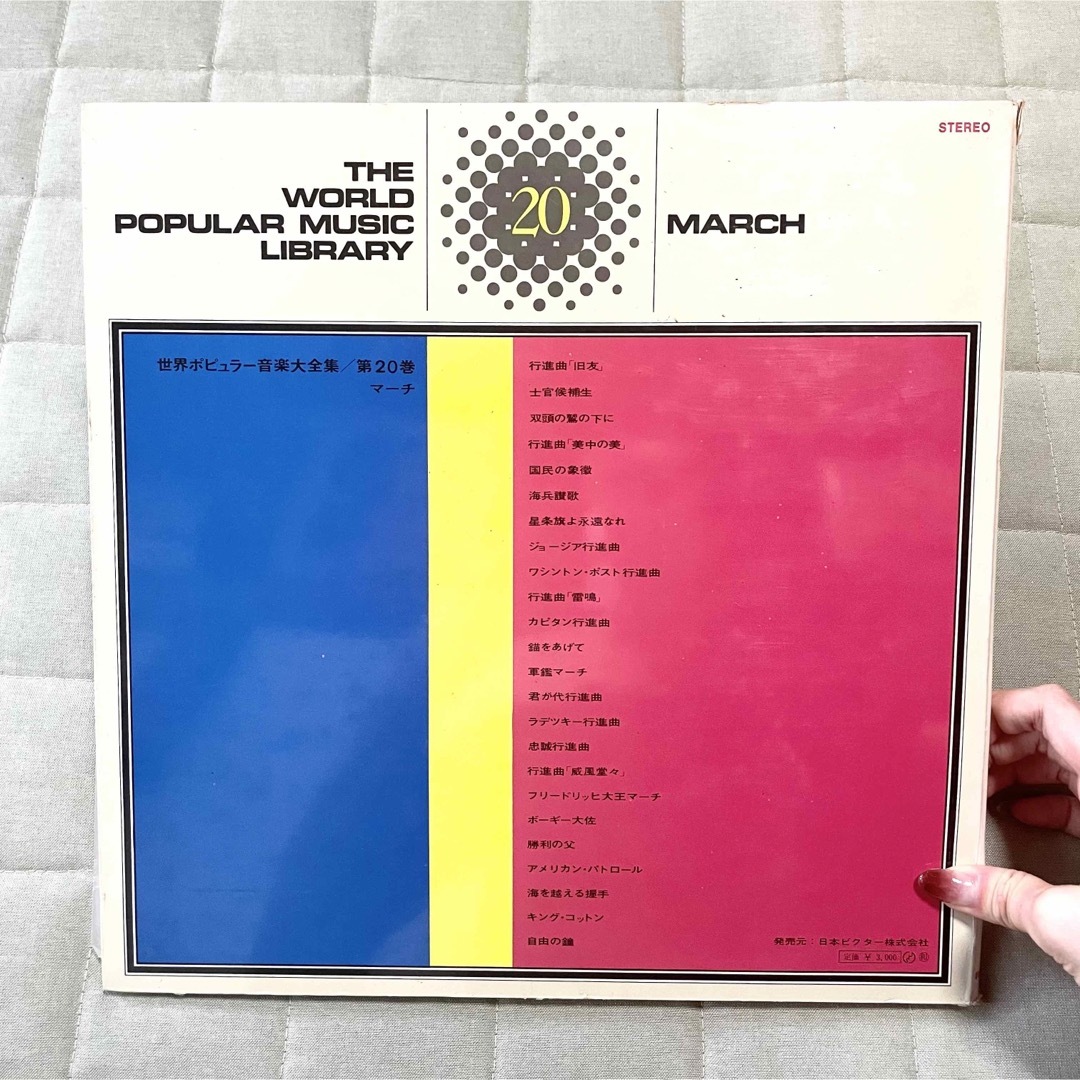 THE
WORLD
POPULAR MUSIC
LIBRARY
20
MARCH
STEREO
世界ポピュラー音楽大全集／第20巻
マーチ
行進曲「旧友」
士官候補生
双頭の鷲の下に
行進曲「美中の美」
国民の象徴
海兵讃歌
星条旗よ永遠なれ
ジョージア行進曲
ワシントン・ポスト行進曲
行進曲「雷鳴」
カピタン行進曲
錨をあげて
軍艦マーチ
君が代行進曲
ラデツキー行進曲
忠誠行進曲
行進曲「威風堂々」
フリードリッヒ大王マーチ
ボーギー大佐
勝利の父
アメリカン・パトロール
海を越える握手
キング・コットン
自由の鐘
発売元：日本ビクター株式会社
定価 ¥ 3,000